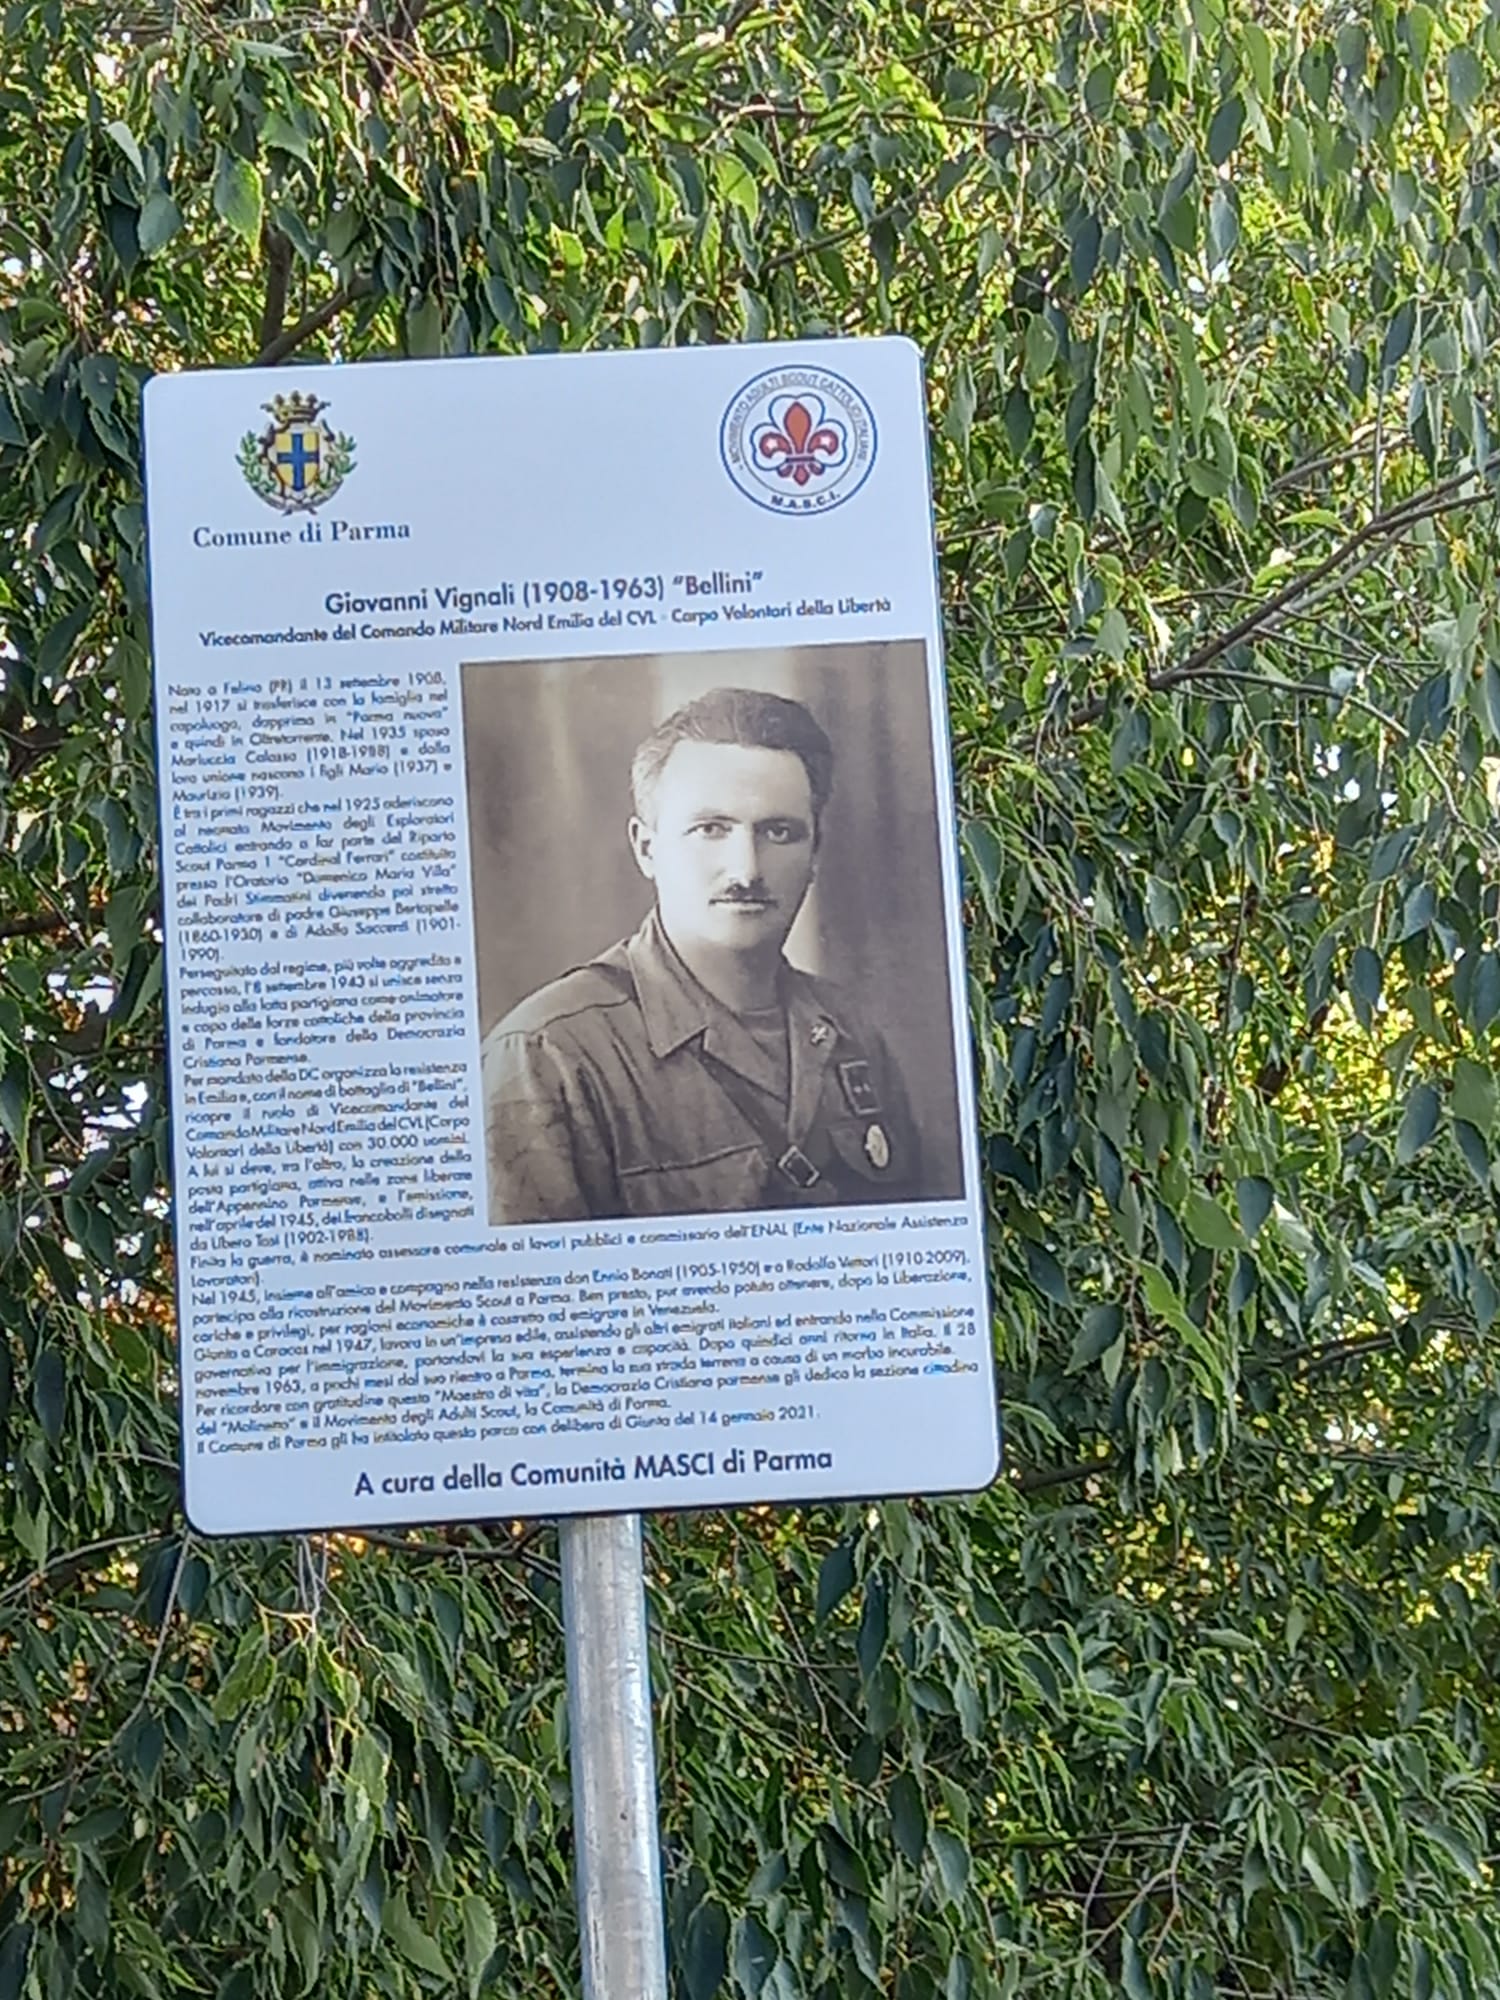 Comune di Parma
MOVIMENTO ADULTI SCOUT CATTOLICI ITALIANI
M.A.S.C.I.
Giovanni Vignali (1908-1963) "Bellini"
Vicecomandante del Comando Militare Nord Emilia del CVL - Corpo Volontari della Libertà
Nato a Felino (PR) il 13 settembre 1908,
nel 1917 si trasferisce con la famiglia nel
capoluogo, dapprima in "Parma nuova"
e quindi in Oltretorrente. Nel 1935 sposa
Mariuccia Colassa (1918-1988) e dalla
loro unione nascono i figli Mario (1937) e
Maurizio (1939).
È tra i primi ragazzi che nel 1925 aderiscono
al neonato Movimento degli Esploratori
Cattolici entrando a far parte del Riparto
Scout Parma 1 "Cardinal Ferrari" costituito
presso l'Oratorio "Domenico Maria Villa"
dei Padri Stimmatini divenendo poi stretto
collaboratore di padre Giuseppe Bertapelle
(1860-1930) e di Adolfo Saccenti (1901-
1990).
Perseguitato dal regime, più volte aggredito e
percosso, l'8 settembre 1943 si unisce senza
indugio alla lotta partigiana come animatore
e capo delle forze cattoliche della provincia
di Parma e fondatore della Democrazia
Cristiana Parmense.
Per mandato della DC organizza la resistenza
in Emilia e, con il nome di battaglia di "Bellini",
ricopre il ruolo di Vicecomandante del
Comando Militare Nord Emilia del CVL (Corpo
Volontari della Libertà) con 30.000 uomini.
A lui si deve, tra l'altro, la creazione della
posta partigiana, attiva nelle zone liberate
dell'Appennino Parmense, e l'emissione,
nell'aprile del 1945, dei francobolli disegnati
da Libero Tosi (1902-1988).
Finita la guerra, è nominato assessore comunale ai lavori pubblici e commissario dell'ENAL (Ente Nazionale Assistenza
Lavoratori).
Nel 1945, insieme all'amico e compagno nella resistenza don Ennio Bonati (1905-1950) e a Rodolfo Vettori (1910-2009),
partecipa alla ricostruzione del Movimento Scout a Parma. Ben presto, pur avendo potuto ottenere, dopo la Liberazione,
cariche e privilegi, per ragioni economiche è costretto ad emigrare in Venezuela.
Giunto a Caracas nel 1947, lavora in un'impresa edile, assistendo gli altri emigrati italiani ed entrando nella Commissione
governativa per l'immigrazione, portandovi la sua esperienza e capacità. Dopo quindici anni ritorna in Italia. Il 28
novembre 1963, a pochi mesi dal suo rientro a Parma, termina la sua strada terrena a causa di un morbo incurabile.
Per ricordare con gratitudine questo "Maestro di vita", la Democrazia Cristiana parmense gli dedica la sezione cittadina
del "Molinetto" e il Movimento degli Adulti Scout, la Comunità di Parma.
Il Comune di Parma gli ha intitolato questo parco con delibera di Giunta del 14 gennaio 2021.
A cura della Comunità MASCI di Parma